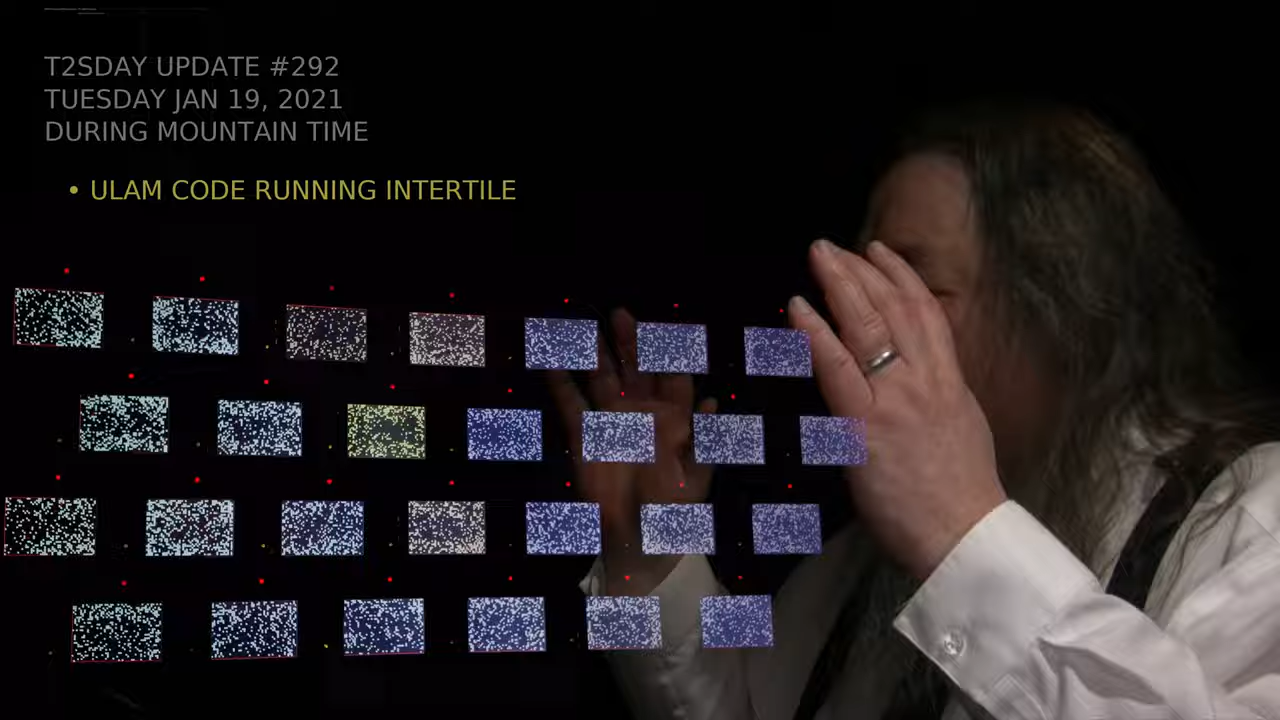 T2SDAY UPDATE #292
TUESDAY JAN 19, 2021
DURING MOUNTAIN TIME
• ULAM CODE RUNNING INTERTILE